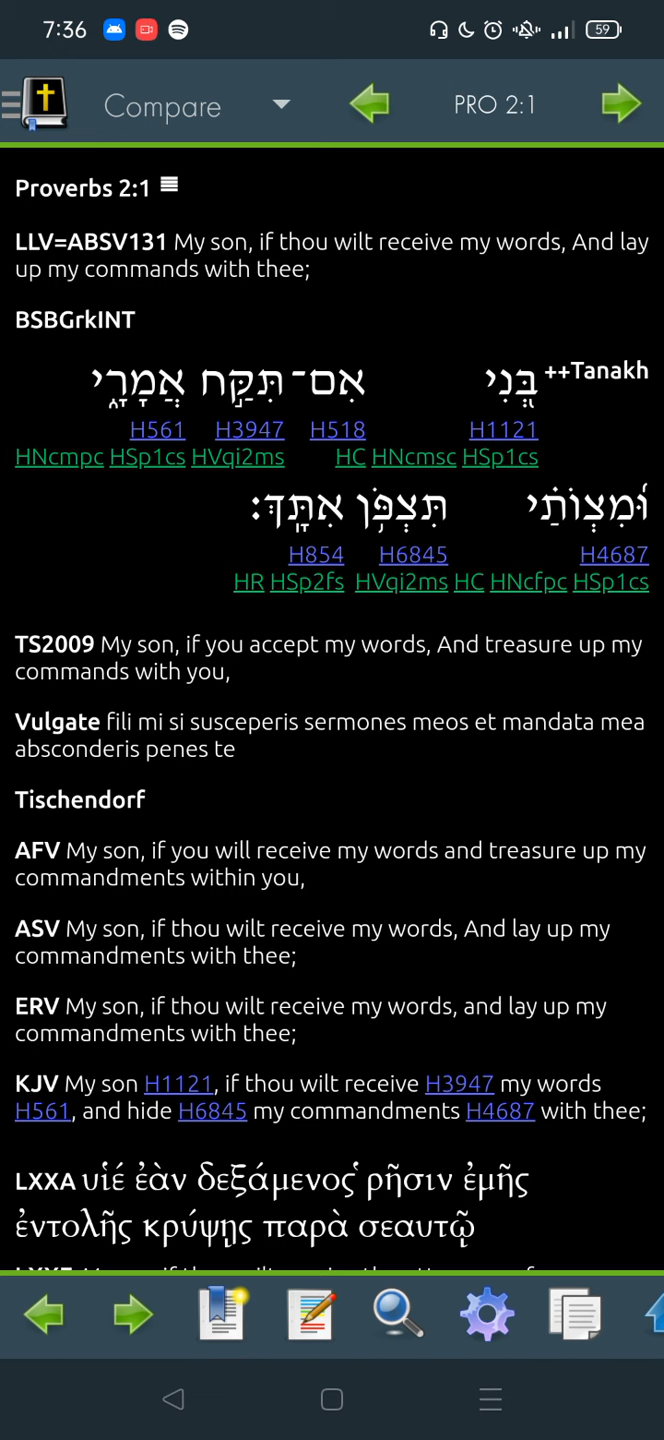 7:36
59
Compare
PRO 2:1
Proverbs 2:1
LLV=ABSV131 My son, if thou wilt receive my words, And lay
up my commands with thee;
BSBGrkINT
++Tanakh בְּ֭נִי אִם־תִּקַּ֣ח אֲמָרָ֑י
H1121 H518 H3947 H561
HNcmpc HSp1cs HVqi2ms HC HNcmsc HSp1cs
וּ֝מִצְוֺתַ֗י תִּצְפֹּ֥ן אִתָּֽךְ׃
H4687 H6845 H854
HR HSp2fs HVqi2ms HC HNcfpc HSp1cs
TS2009 My son, if you accept my words, And treasure up my
commands with you,
Vulgate fili mi si susceperis sermones meos et mandata mea
absconderis penes te
Tischendorf
AFV My son, if you will receive my words and treasure up my
commandments within you,
ASV My son, if thou wilt receive my words, And lay up my
commandments with thee;
ERV My son, if thou wilt receive my words, and lay up my
commandments with thee;
KJV My son H1121, if thou wilt receive H3947 my words
H561, and hide H6845 my commandments H4687 with thee;
LXXA υἱέ ἐὰν δεξάμενος ῥῆσιν ἐμῆς
ἐντολῆς κρύψῃς παρὰ σεαυτῷ